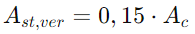 A_{st,ver} = 0,15 · A_c